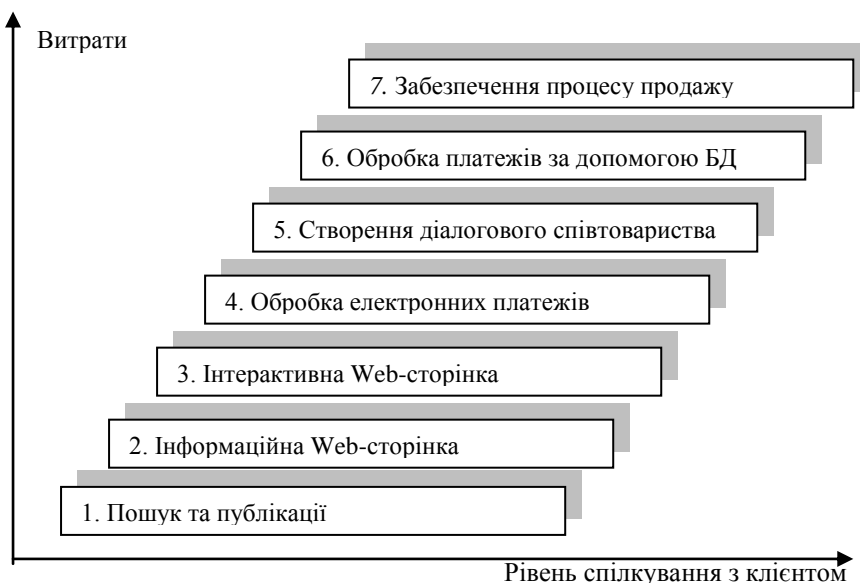 Витрати
7. Забезпечення процесу продажу
6. Обробка платежів за допомогою БД
5. Створення діалогового співтовариства
4. Обробка електронних платежів
3. Інтерактивна Web-сторінка
2. Інформаційна Web-сторінка
1. Пошук та публікації
Рівень спілкування з клієнтом